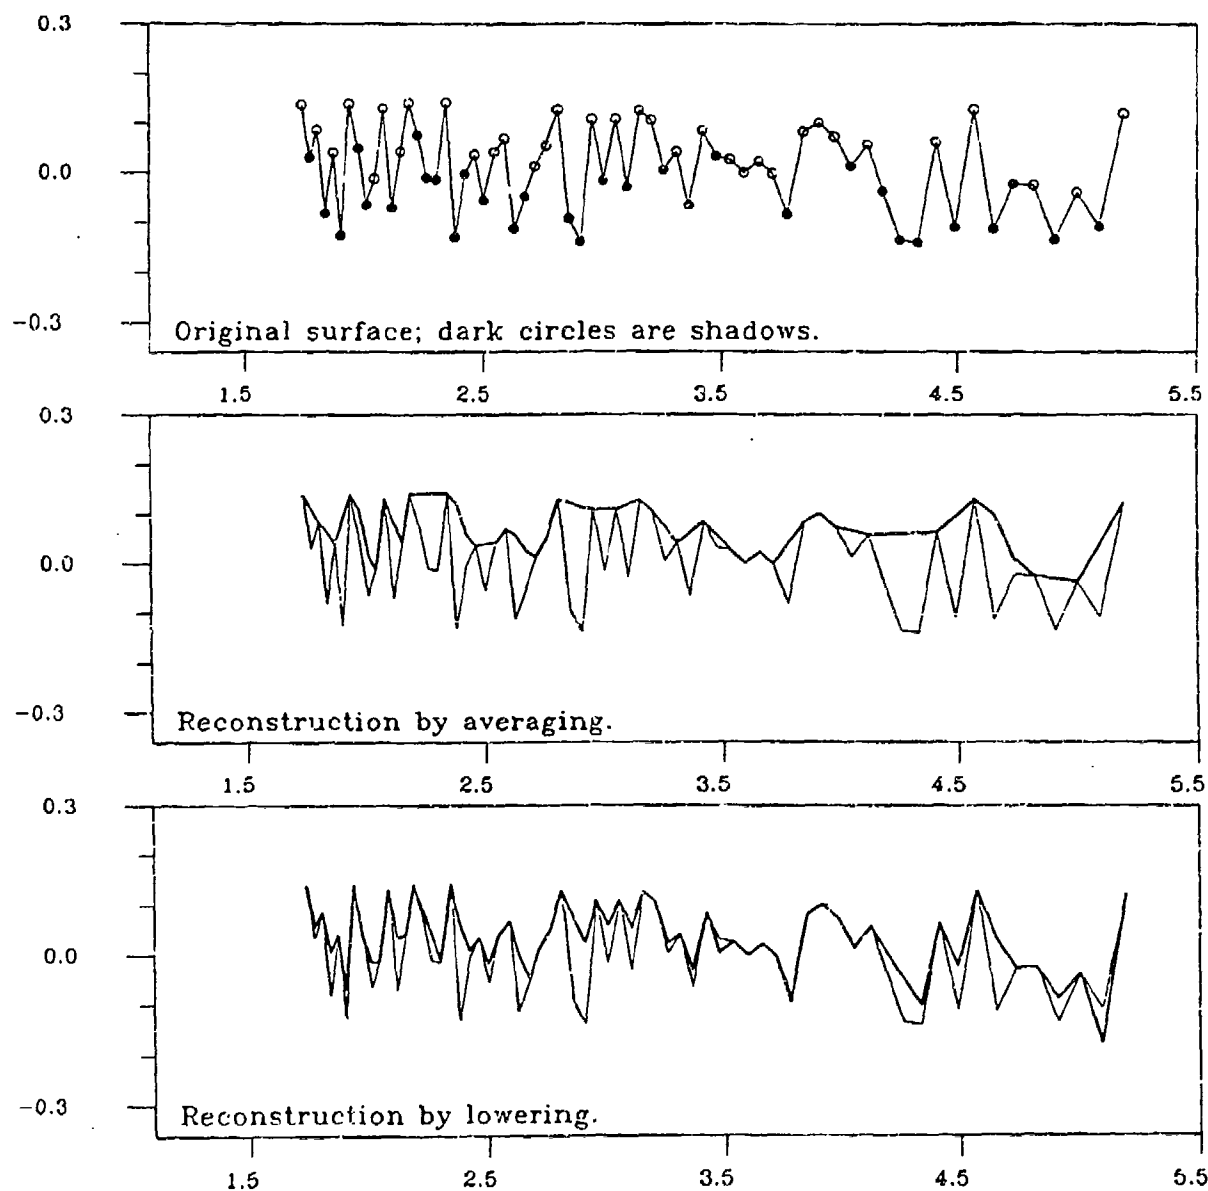 0.3
0.0
-0.3
Original surface; dark circles are shadows.
1.5 2.5 3.5 4.5 5.5
0.3
0.0
-0.3
Reconstruction by averaging.
1.5 2.5 3.5 4.5 5.5
0.3
0.0
-0.3
Reconstruction by lowering.
1.5 2.5 3.5 4.5 5.5